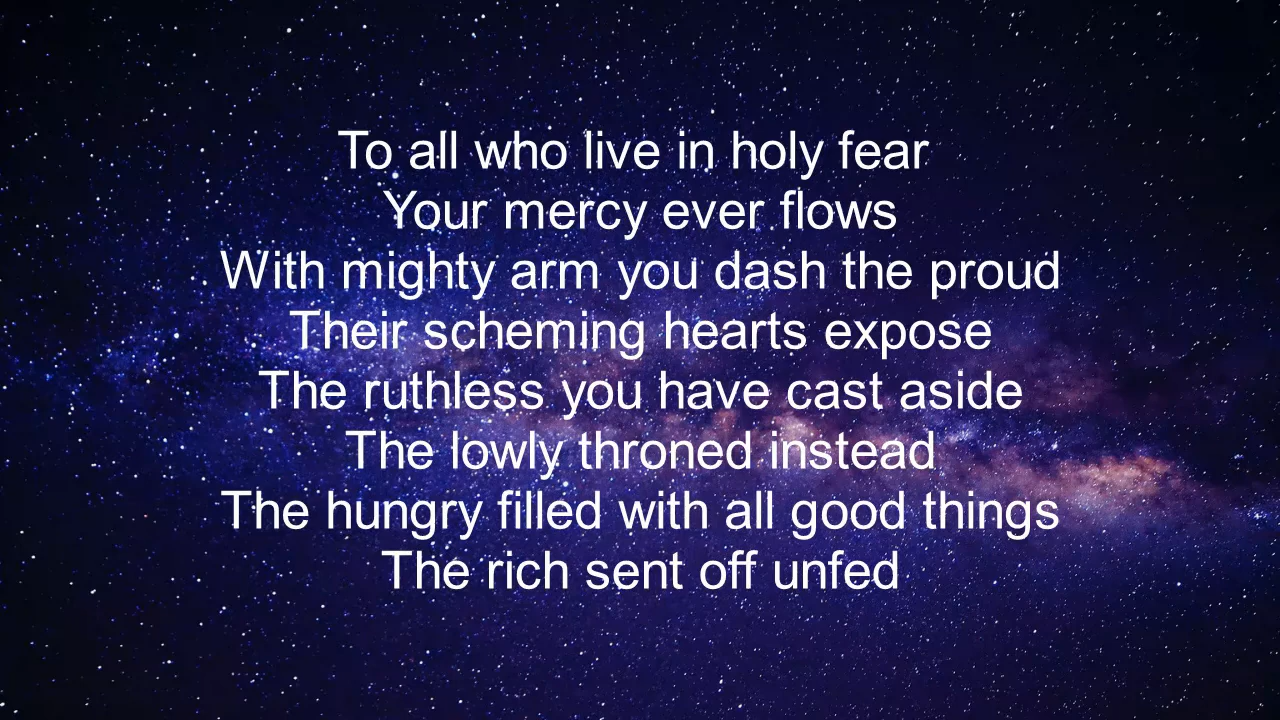 To all who live in holy fear
Your mercy ever flows
With mighty arm you dash the proud
Their scheming hearts expose
The ruthless you have cast aside
The lowly throned instead
The hungry filled with all good things
The rich sent off unfed